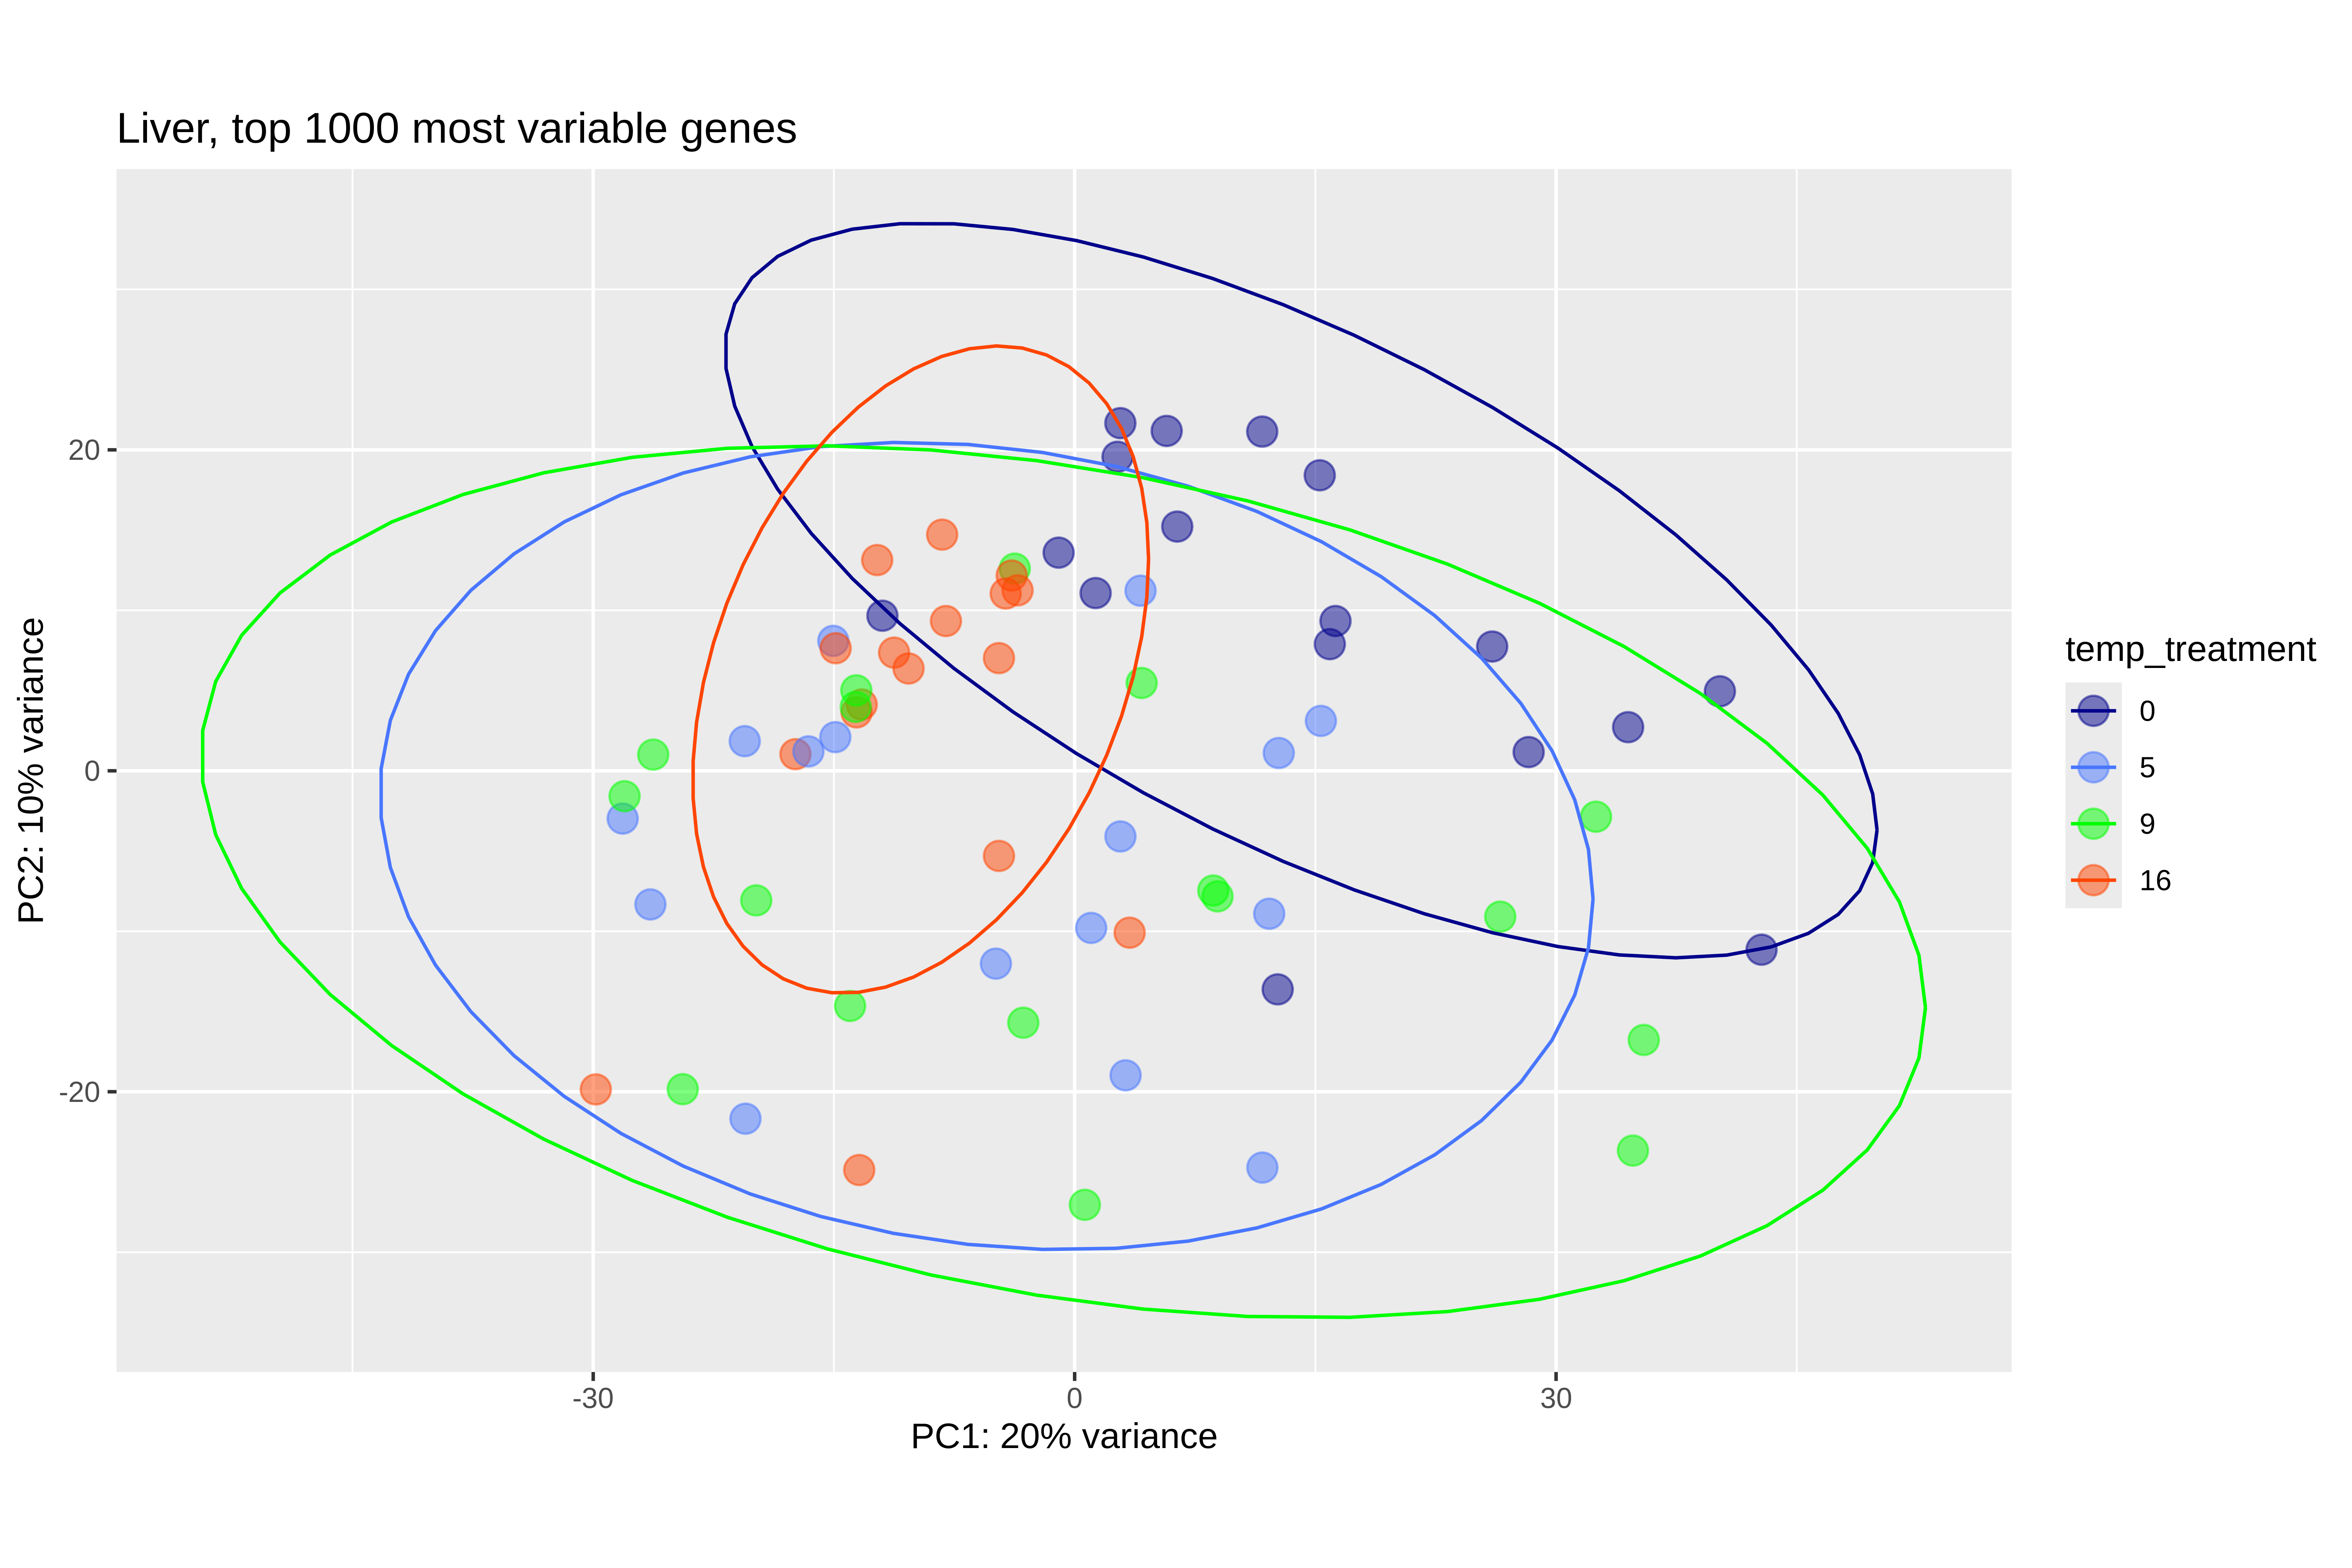 Liver, top 1000 most variable genes
PC2: 10% variance
20
0
-20
-30
0
30
PC1: 20% variance
temp_treatment
0
5
9
16